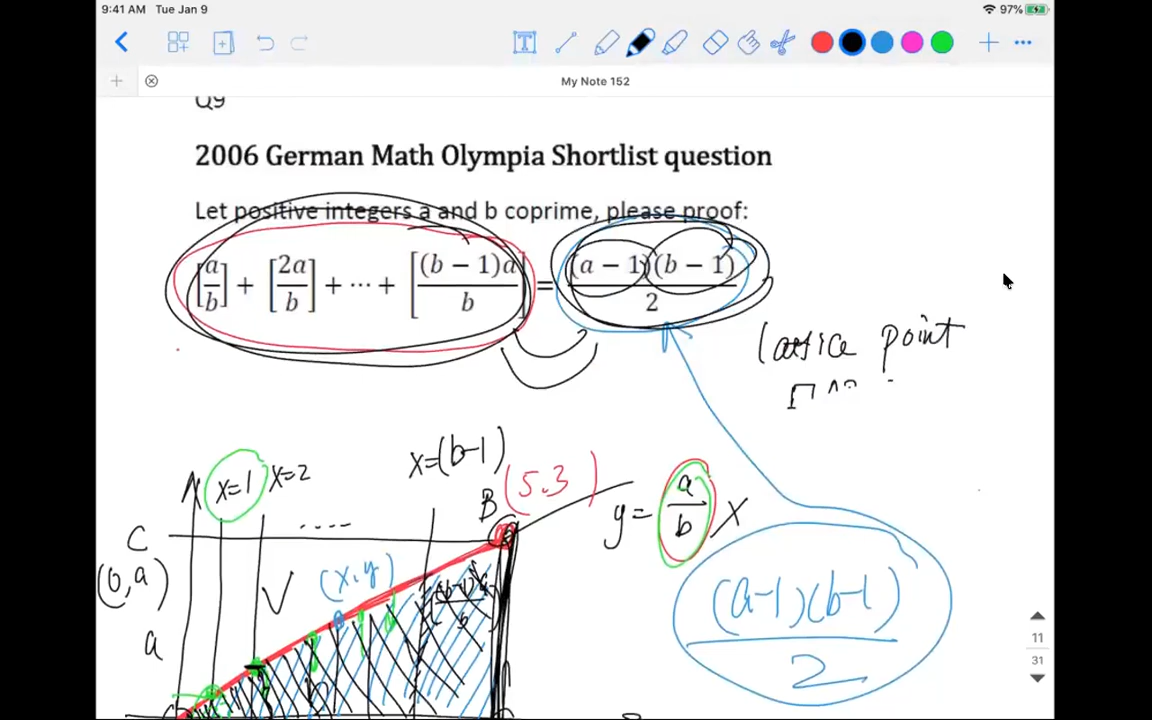 9:41 AM Tue Jan 9
97%
My Note 152
Q9
2006 German Math Olympia Shortlist question
Let positive integers a and b coprime, please proof:
[a/b] + [2a/b] + ⋯ + [(b − 1)a/b] = (a − 1)(b − 1)/2
lattice point
x=1 x=2
x=(b-1)
B (5.3)
y = a/b x
C
....
(0,a)
(x,y)
(b-1)a/b
a
(a-1)(b-1)/2
11
31